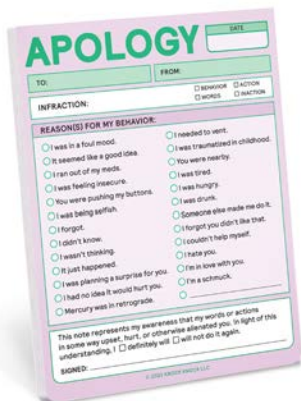 APOLOGY
DATE
TO:
FROM:
INFRACTION:
BEHAVIOR ACTION
WORDS INACTION
REASON(S) FOR MY BEHAVIOR:
I was in a foul mood.
It seemed like a good idea.
I ran out of my meds.
I was feeling insecure.
You were pushing my buttons.
I was being selfish.
I forgot.
I didn't know.
I wasn't thinking.
It just happened.
I was planning a surprise for you.
I had no idea it would hurt you.
Mercury was in retrograde.
I needed to vent.
I was traumatized in childhood.
You were nearby.
I was tired.
I was hungry.
I was drunk.
Someone else made me do it.
I forgot you didn't like that.
I couldn't help myself.
I hate you.
I'm in love with you.
I'm a schmuck.
This note represents my awareness that my words or actions
in some way upset, hurt, or otherwise alienated you. In light of this
understanding, I definitely will will not do it again.
SIGNED:
KNOCK KNOCK LLC